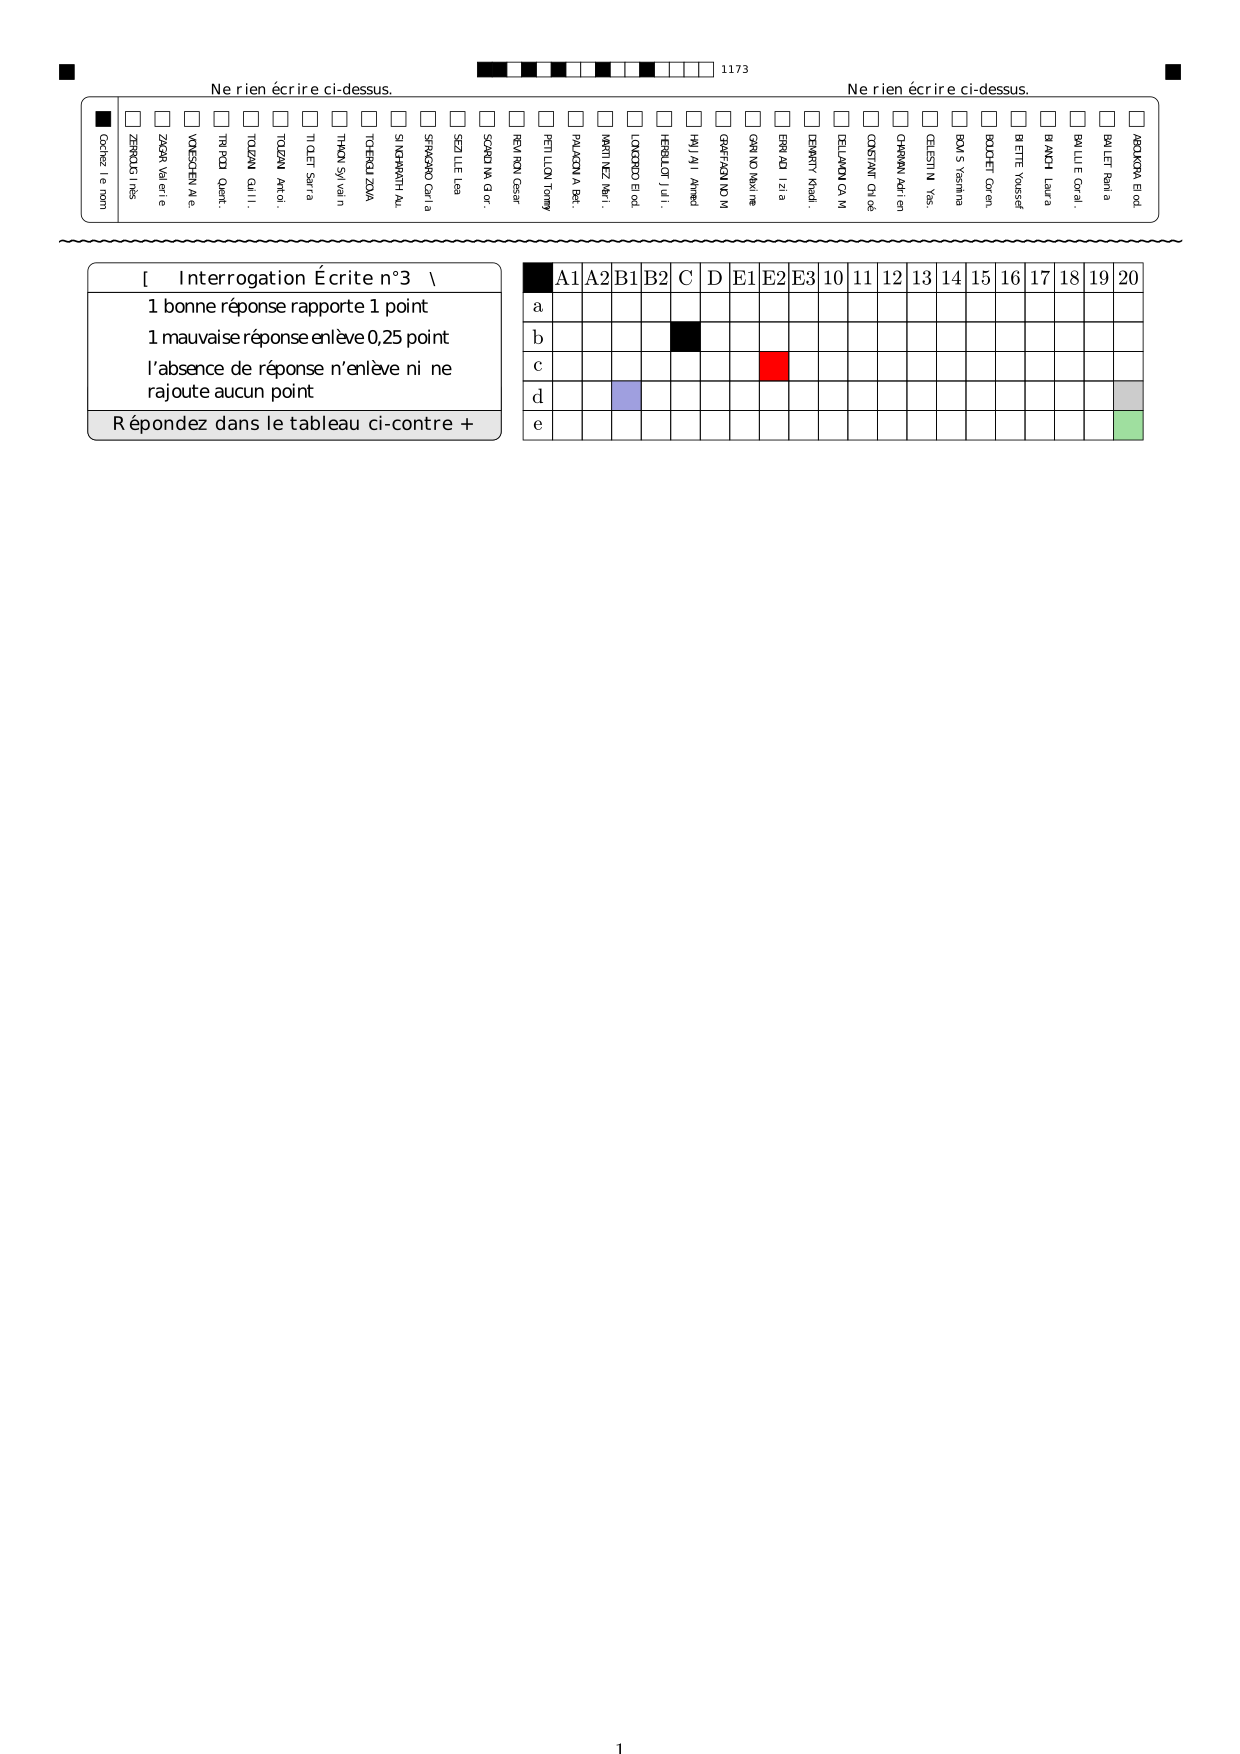 1173
Ne rien écrire ci-dessus.
Ne rien écrire ci-dessus.
Cochez le nom
ZERROUG Inès
ZAGAR Valerie
VONESCHEN Ale.
TRIPODI Quent.
TOUZANI Guill.
TOUZANI Antoi.
TIOLET Sarra
THAON Sylvain
TCHERGUIZOVA
SINGHARATH Au.
SFRAGARO Carla
SEZILLE Lea
SCARDINA Gior.
REMIRON Cesar
PETILLON Tommy
PALAGONIA Bet.
MARTINEZ Mari.
LONGORDO Elod.
HERBULOT Juli.
HAJJAJI Ahmed
GRAFFAGNINO M
GARINO Maxime
ERRIADI Izia
DEMARTY Khadi.
DELLAMONICA M
CONSTANT Chloé
CHARMAN Adrien
CELESTINI Yas.
BOVIS Yasmina
BOUCHET Coren.
BIETTE Youssef
BIANCHI Laura
BAILLIE Coral.
BAILLET Rania
ABOUKORA Elod.
[ Interrogation Écrite n°3 \
1 bonne réponse rapporte 1 point
1 mauvaise réponse enlève 0,25 point
l'absence de réponse n'enlève ni ne
rajoute aucun point
Répondez dans le tableau ci-contre +
A1 A2 B1 B2 C D E1 E2 E3 10 11 12 13 14 15 16 17 18 19 20
a
b
c
d
e
1